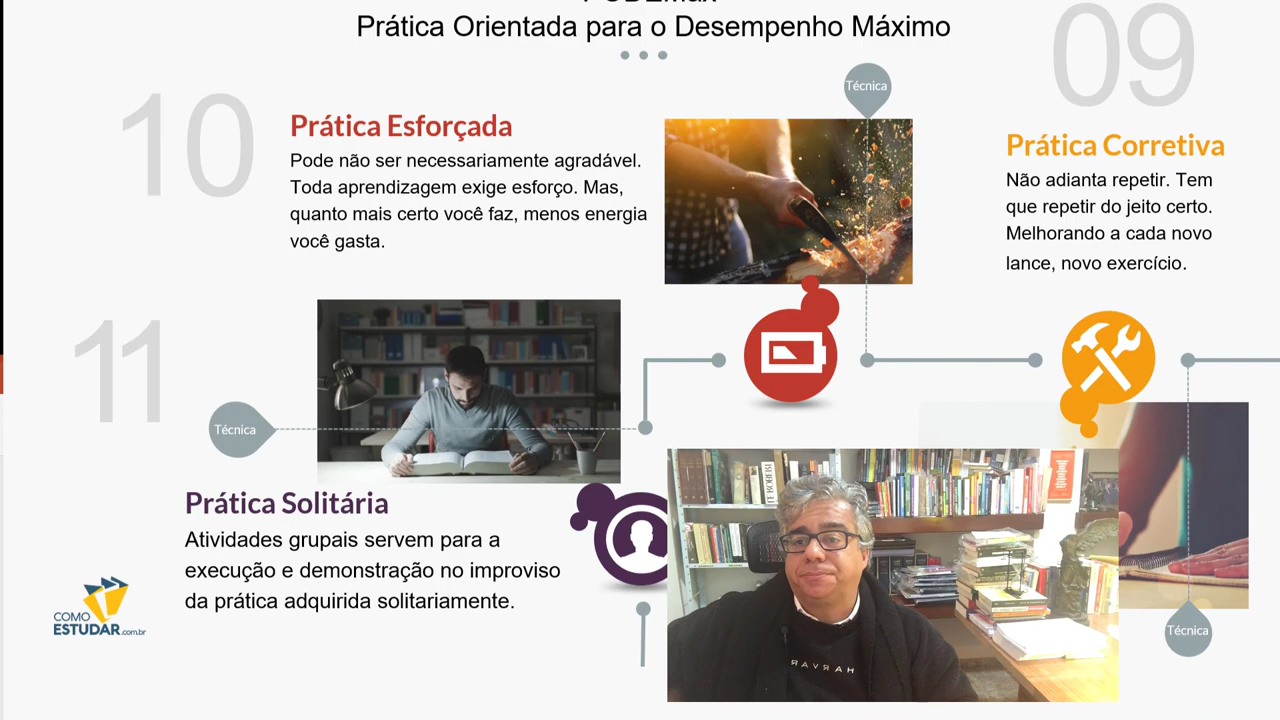 Prática Orientada para o Desempenho Máximo
09
10
Técnica
Prática Esforçada
Pode não ser necessariamente agradável.
Toda aprendizagem exige esforço. Mas,
quanto mais certo você faz, menos energia
você gasta.
Prática Corretiva
Não adianta repetir. Tem
que repetir do jeito certo.
Melhorando a cada novo
lance, novo exercício.
11
Técnica
Prática Solitária
Atividades grupais servem para a
execução e demonstração no improviso
da prática adquirida solitariamente.
COMO
ESTUDAR.com.br
HARVAR
Técnica